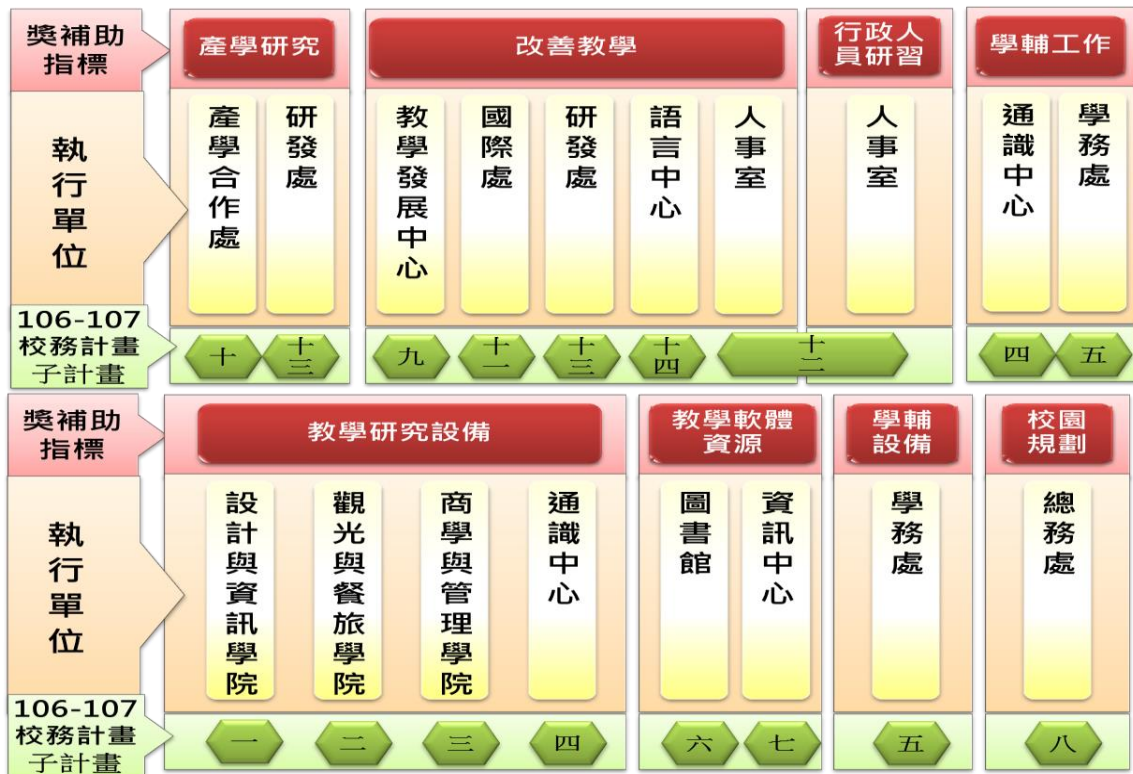 獎補助
指標
產學研究
改善教學
行政人
員研習
學輔工作
執行單位
產學合作處
研發處
教學發展中心
國際處
研發處
語言中心
人事室
人事室
通識中心
學務處
106-107
校務計畫
子計畫
十
十三
九
十一
十三
十四
十二
四
五
獎補助
指標
教學研究設備
教學軟體
資源
學輔
設備
校園
規劃
執行單位
設計與資訊學院
觀光與餐旅學院
商學與管理學院
通識中心
圖書館
資訊中心
學務處
總務處
106-107
校務計畫
子計畫
一
二
三
四
六
七
五
八